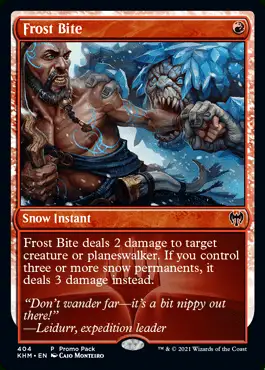 Frost Bite
Snow Instant
Frost Bite deals 2 damage to target
creature or planeswalker. If you control
three or more snow permanents, it
deals 3 damage instead.
"Don't wander far—it's a bit nippy out
there!"
—Leidurr, expedition leader
404 P Promo Pack
KHM • EN Caio Monteiro
™ & © 2021 Wizards of the Coast